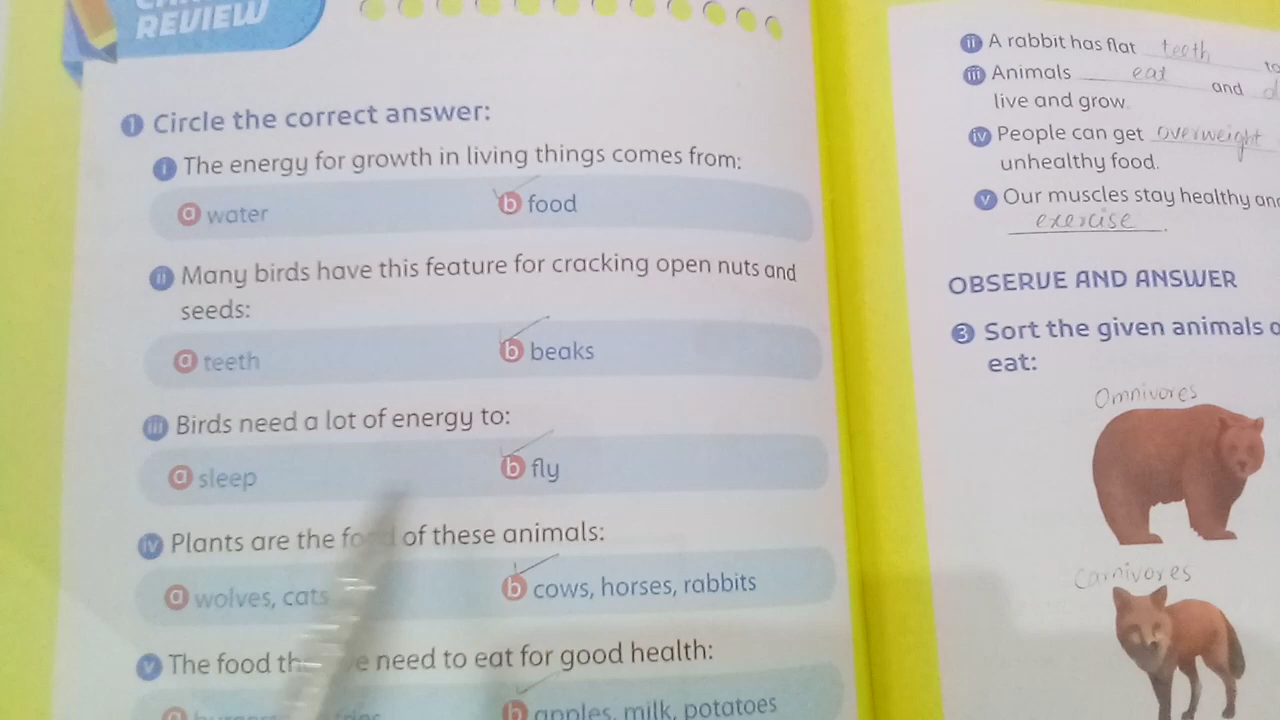 REVIEW
1 Circle the correct answer:
i The energy for growth in living things comes from:
a water b food
ii Many birds have this feature for cracking open nuts and
seeds:
a teeth b beaks
iii Birds need a lot of energy to:
a sleep b fly
iv Plants are the food of these animals:
a wolves, cats b cows, horses, rabbits
v The food we need to eat for good health:
b apples, milk, potatoes
ii A rabbit has flat teeth to
iii Animals eat and
live and grow.
iv People can get overweight
unhealthy food.
v Our muscles stay healthy and
exercise.
OBSERVE AND ANSWER
3 Sort the given animals
eat:
Omnivores
Carnivores